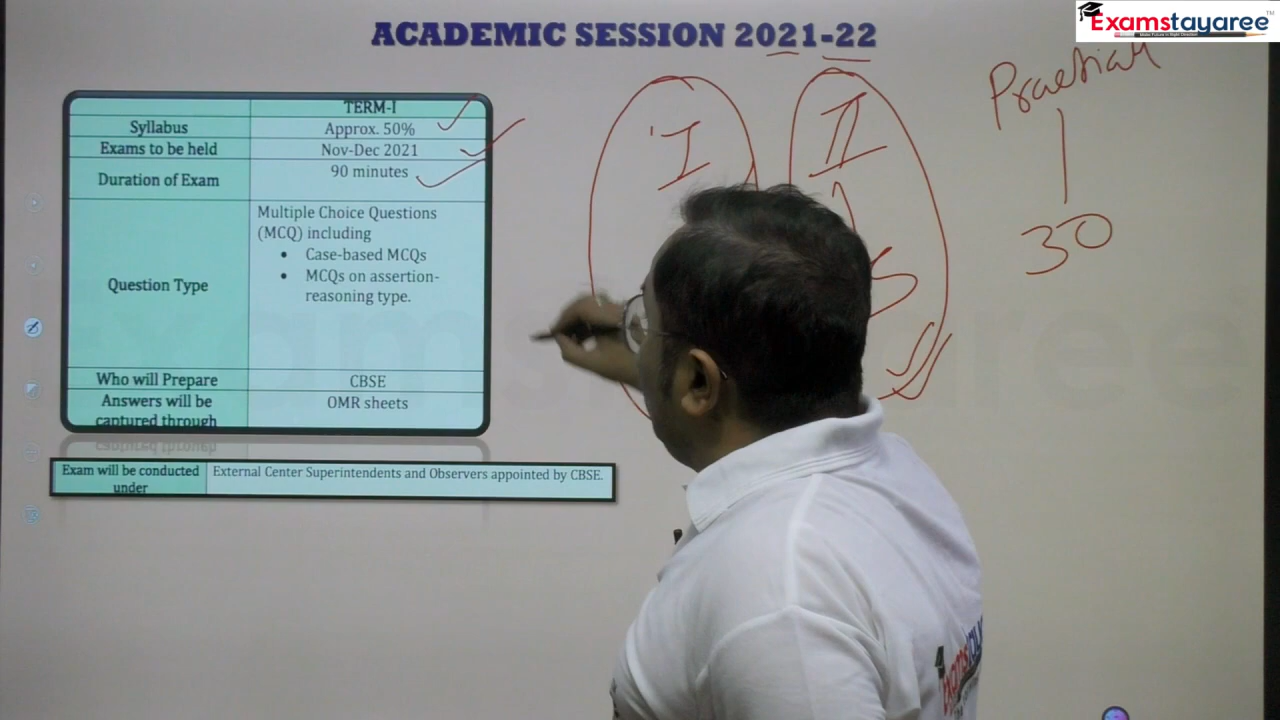 Examstayaree
TM
ACADEMIC SESSION 2021-22
Practical
30
I
II
S
TERM-I
Syllabus
Approx. 50%
Exams to be held
Nov-Dec 2021
Duration of Exam
90 minutes
Question Type
Multiple Choice Questions
(MCQ) including
• Case-based MCQs
• MCQs on assertion-
reasoning type.
Who will Prepare
CBSE
Answers will be
captured through
OMR sheets
Exam will be conducted
under
External Center Superintendents and Observers appointed by CBSE.